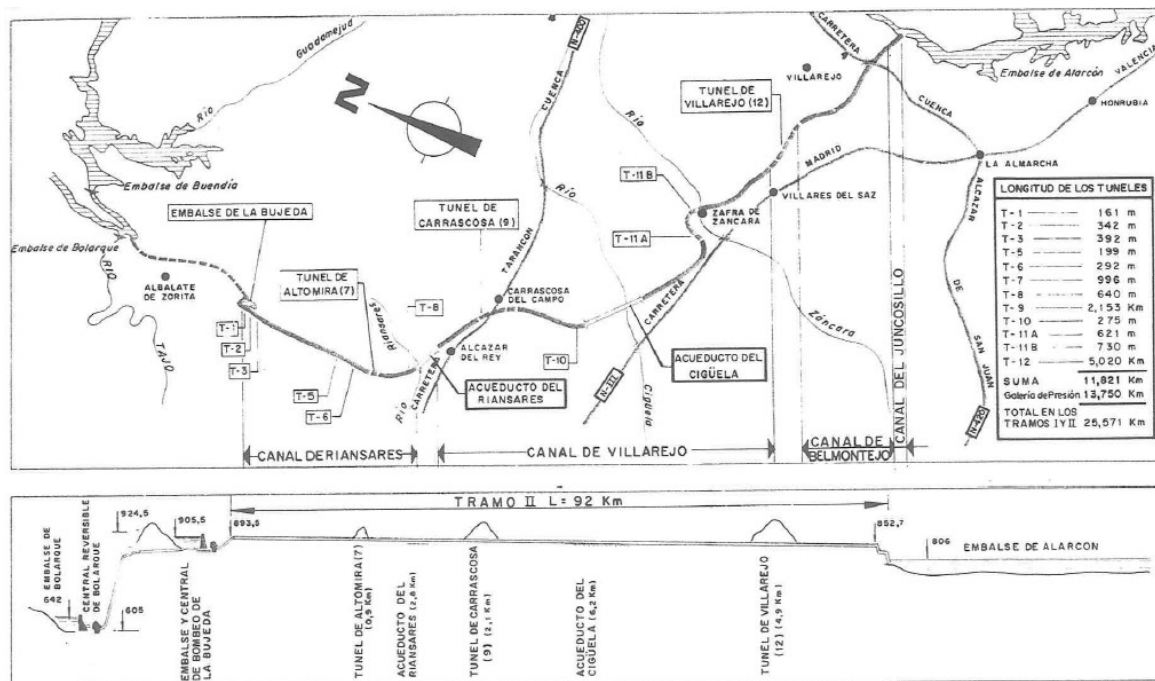 Río
Guadamejud
N
N-400
CUENCA
Río
CARRETERA
VILLAREJO
TUNEL DE
VILLAREJO (12)
Embalse de Alarcón
VALENCIA
HONRUBIA
CUENCA
LA ALMARCHA
MADRID
VILLARES DEL SAZ
Embalse de Buendía
EMBALSE DE LA BUJEDA
TUNEL DE
CARRASCOSA (9)
Río
T-11 B
ZAFRA DE
ZANCARA
T-11A
Embalse de Bolarque
RIO
TAJO
ALBALATE
DE ZORITA
TUNEL DE
ALTOMIRA (7)
Riansares
Río
T-8
TARANCON
CARRASCOSA
DEL CAMPO
ALCAZAR
DEL REY
CARRETERA
ACUEDUCTO DEL
RIANSARES
T-10
ACUEDUCTO DEL
CIGÜELA
CARRETERA
N-III
Cigüela
Záncara
T-1
T-2
T-3
T-5
T-6
ALCAZAR
DE
SAN JUAN
N-420
CANAL DE RIANSARES
CANAL DE VILLAREJO
CANAL DE
BELMONTEJO
CANAL DEL JUNCOSILLO
LONGITUD DE LOS TUNELES
T-1 161 m
T-2 342 m
T-3 392 m
T-5 199 m
T-6 292 m
T-7 996 m
T-8 640 m
T-9 2,153 Km
T-10 275 m
T-11A 621 m
T-11B 730 m
T-12 5,020 Km
SUMA 11,821 Km
Galería de Presión 13,750 Km
TOTAL EN LOS
TRAMOS I Y II 25,571 Km
TRAMO II L= 92 Km
924,5
905,5
893,5
852,7
806
EMBALSE DE ALARCON
EMBALSE DE
BOLARQUE
642
CENTRAL REVERSIBLE
DE BOLARQUE
605
EMBALSE Y CENTRAL
DE BOMBEO DE
LA BUJEDA
TUNEL DE ALTOMIRA (7)
(0,9 Km)
ACUEDUCTO DEL
RIANSARES (2,8 Km)
TUNEL DE CARRASCOSA
(9) (2,1 Km)
ACUEDUCTO DEL
CIGÜELA (6,2 Km)
TUNEL DE VILLAREJO
(12) (4,9 Km)